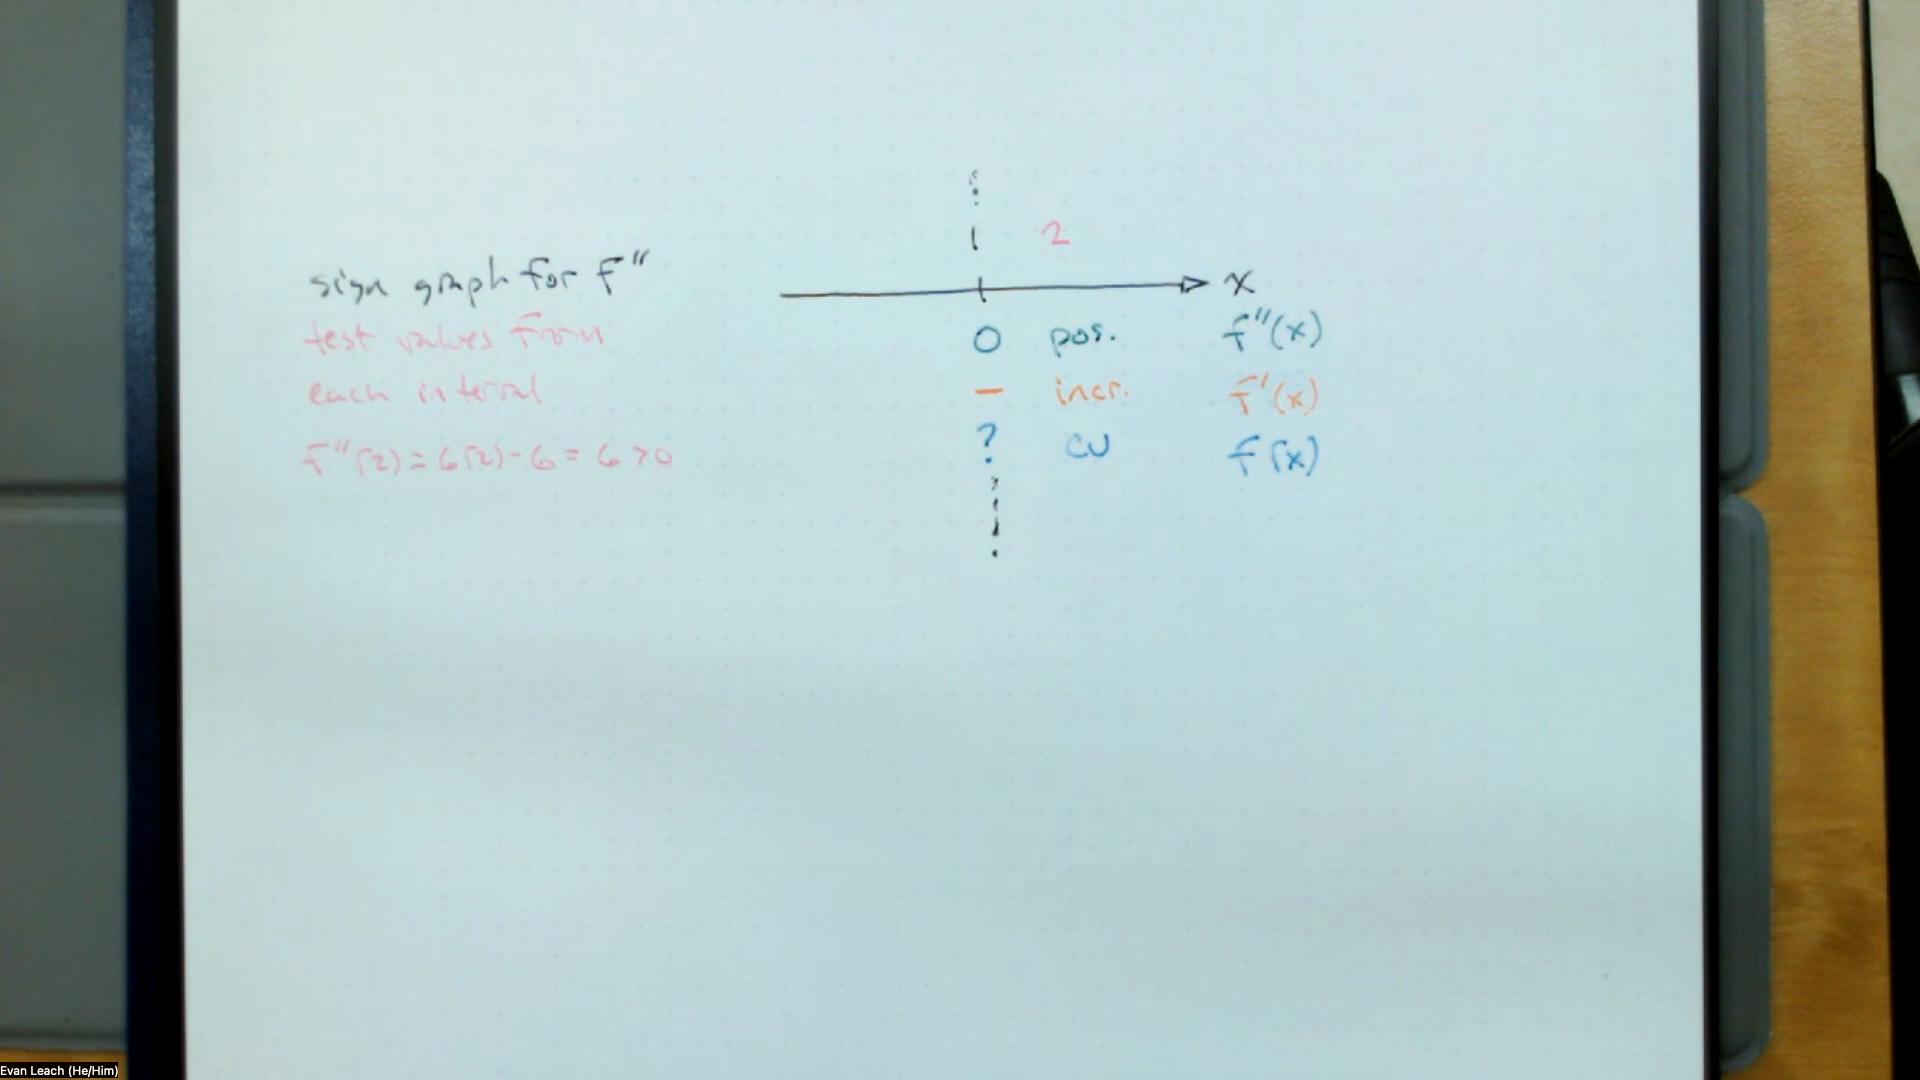 1 2
sign graph for f" x
test values from 0 pos. f"(x)
each interval — incr. f'(x)
f"(2) = 6(2) - 6 = 6 > 0 ? CU f(x)
Evan Leach (He/Him)